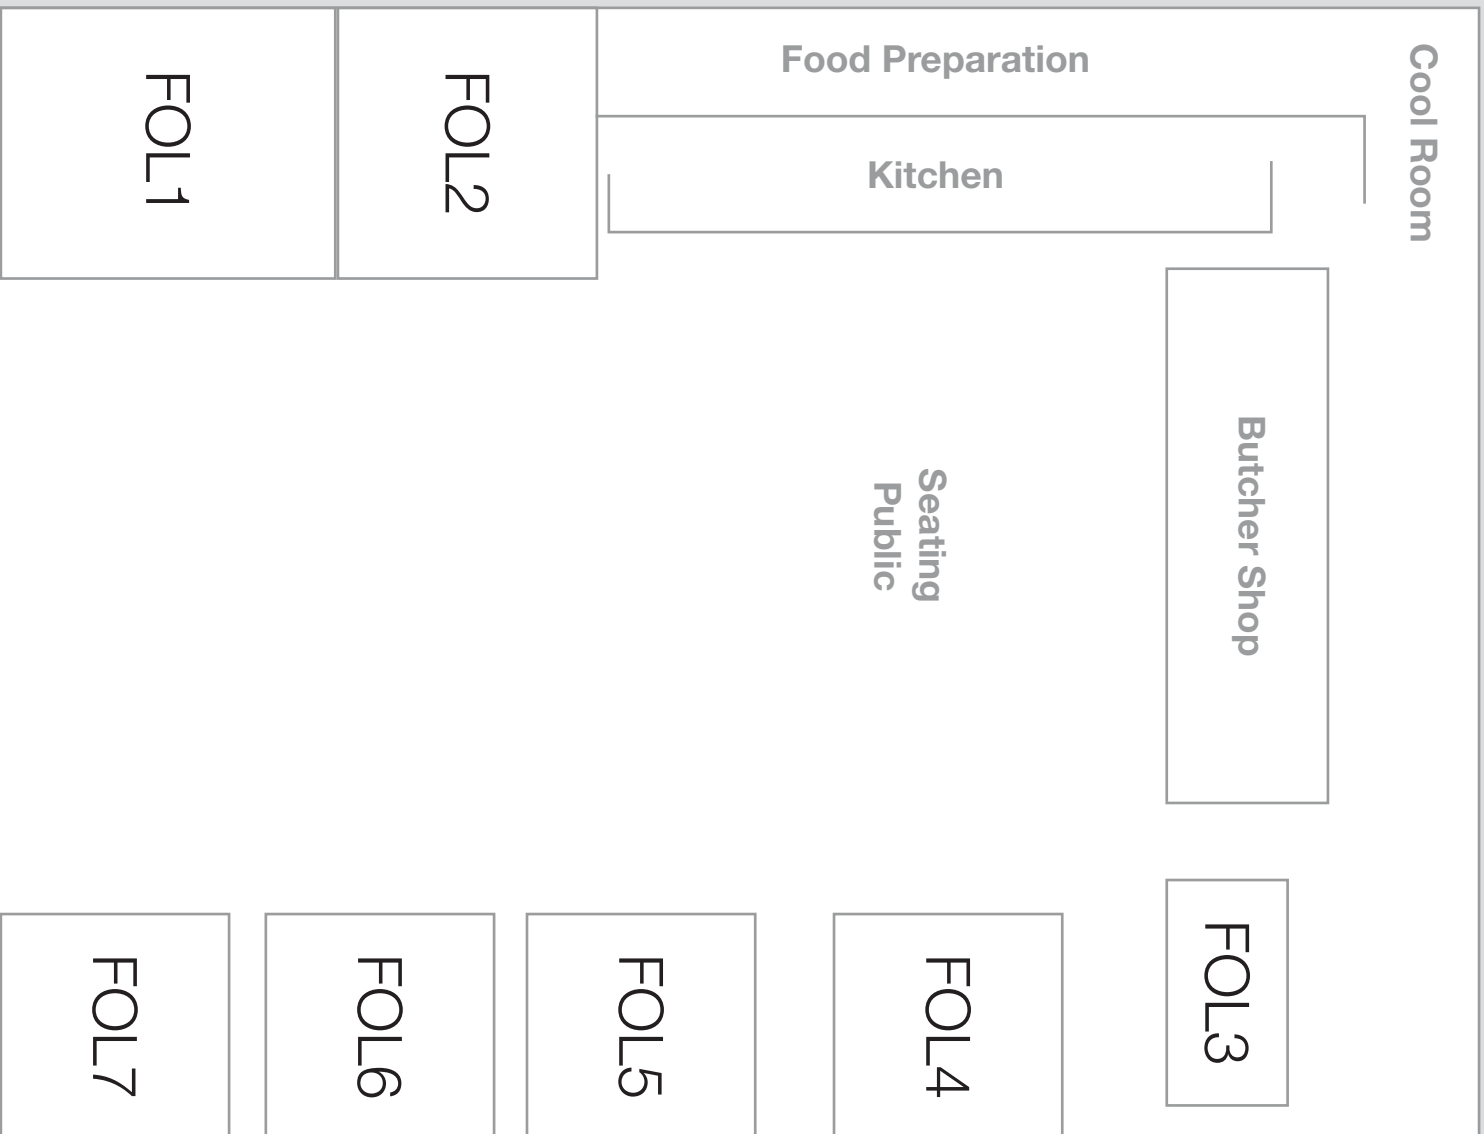 FOL1
FOL2
Food Preparation
Cool Room
Kitchen
Butcher Shop
Seating
Public
FOL3
FOL4
FOL5
FOL6
FOL7